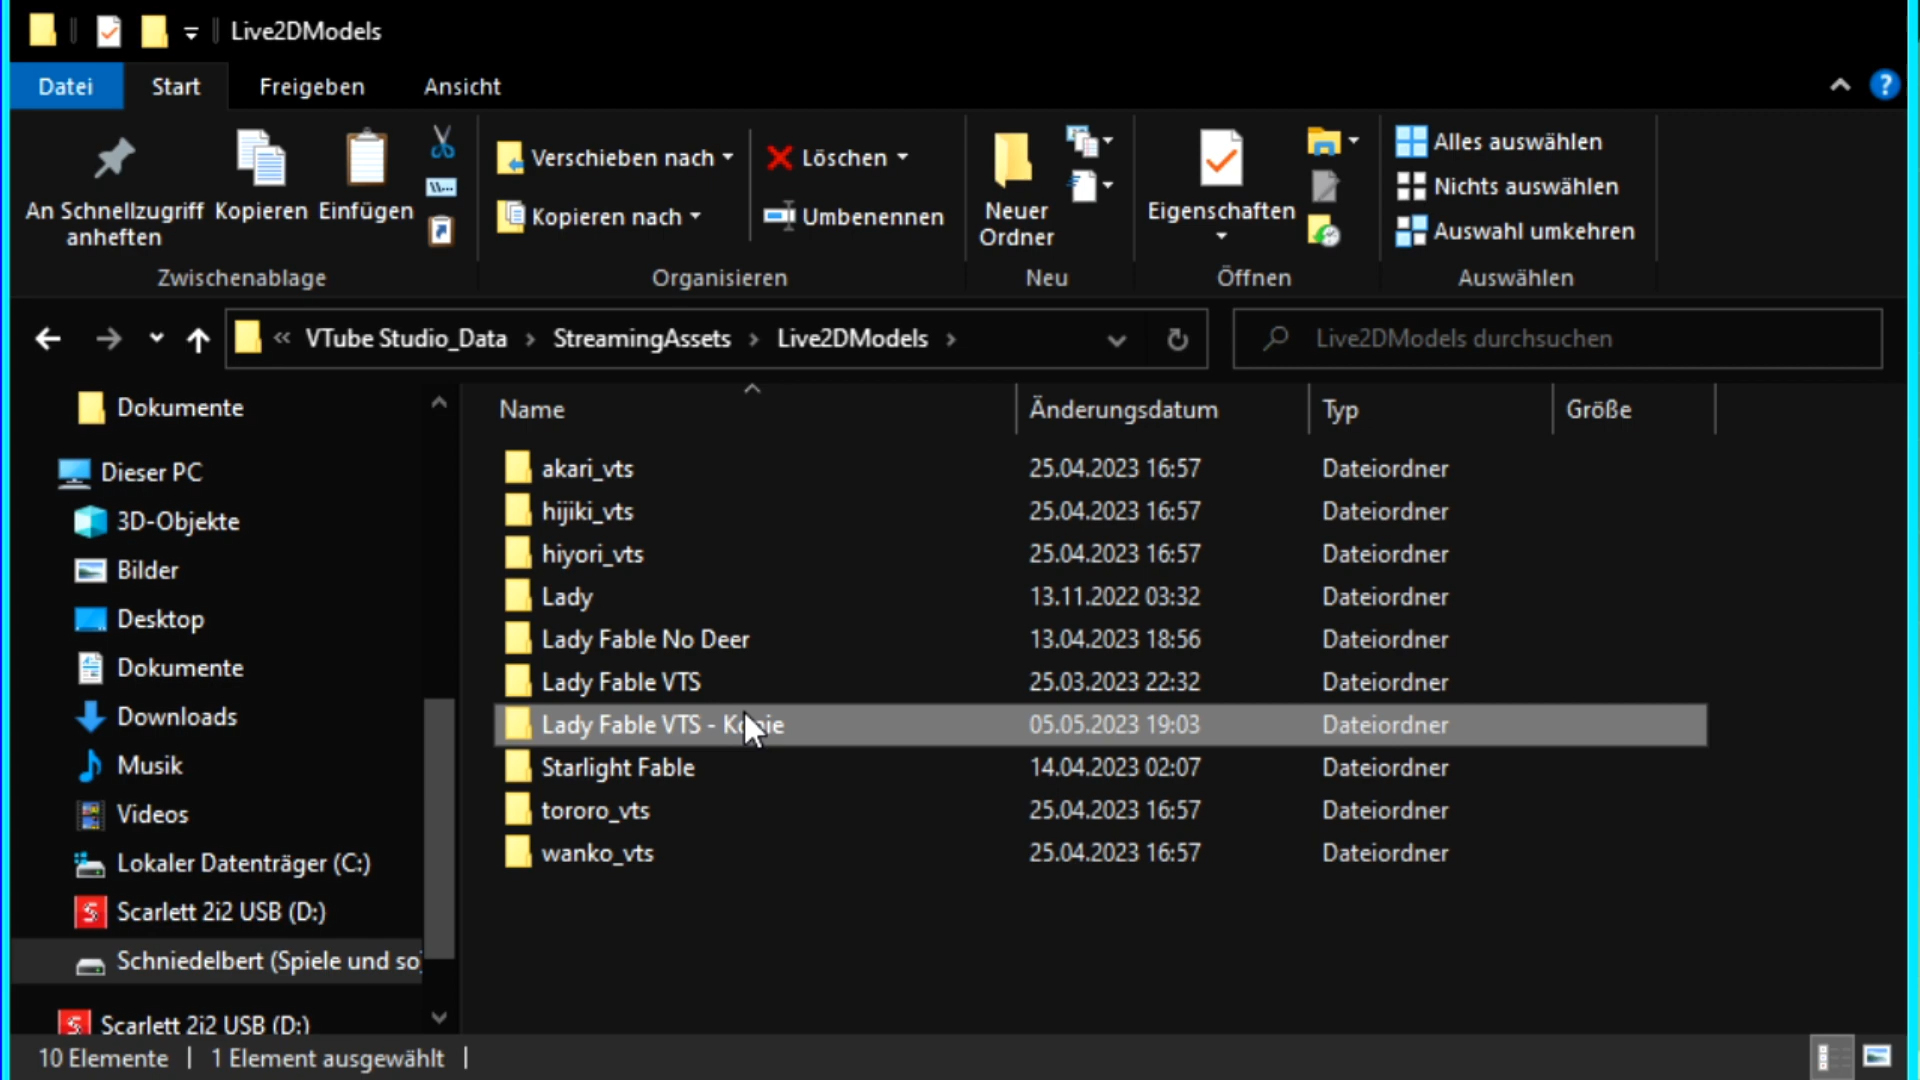 Live2DModels
Datei Start Freigeben Ansicht
An Schnellzugriff anheften
Kopieren
Einfügen
Zwischenablage
Verschieben nach
Kopieren nach
Löschen
Umbenennen
Organisieren
Neuer
Ordner
Neu
Eigenschaften
Öffnen
Alles auswählen
Nichts auswählen
Auswahl umkehren
Auswählen
« VTube Studio_Data › StreamingAssets › Live2DModels ›
Live2DModels durchsuchen
Dokumente
Dieser PC
3D-Objekte
Bilder
Desktop
Dokumente
Downloads
Musik
Videos
Lokaler Datenträger (C:)
Scarlett 2i2 USB (D:)
Schniedelbert (Spiele und so)
Scarlett 2i2 USB (D:)
Name Änderungsdatum Typ Größe
akari_vts 25.04.2023 16:57 Dateiordner
hijiki_vts 25.04.2023 16:57 Dateiordner
hiyori_vts 25.04.2023 16:57 Dateiordner
Lady 13.11.2022 03:32 Dateiordner
Lady Fable No Deer 13.04.2023 18:56 Dateiordner
Lady Fable VTS 25.03.2023 22:32 Dateiordner
Lady Fable VTS - Kopie 05.05.2023 19:03 Dateiordner
Starlight Fable 14.04.2023 02:07 Dateiordner
tororo_vts 25.04.2023 16:57 Dateiordner
wanko_vts 25.04.2023 16:57 Dateiordner
10 Elemente | 1 Element ausgewählt |